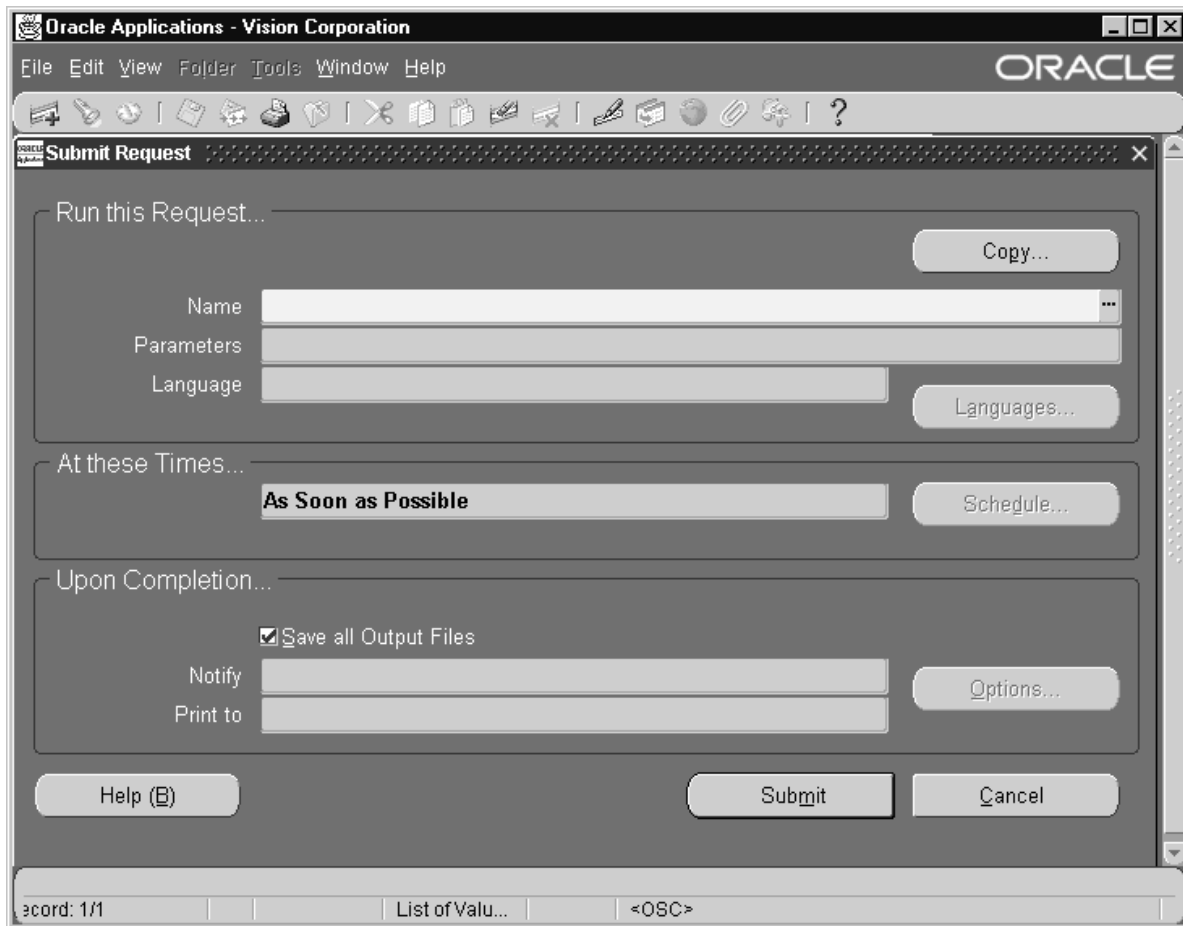 Oracle Applications - Vision Corporation
File Edit View Folder Tools Window Help
ORACLE
?
Submit Request
Run this Request...
Copy...
Name
...
Parameters
Language
Languages...
At these Times...
As Soon as Possible
Schedule...
Upon Completion...
Save all Output Files
Notify
Options...
Print to
Help (B)
Submit
Cancel
ecord: 1/1
List of Valu...
<OSC>